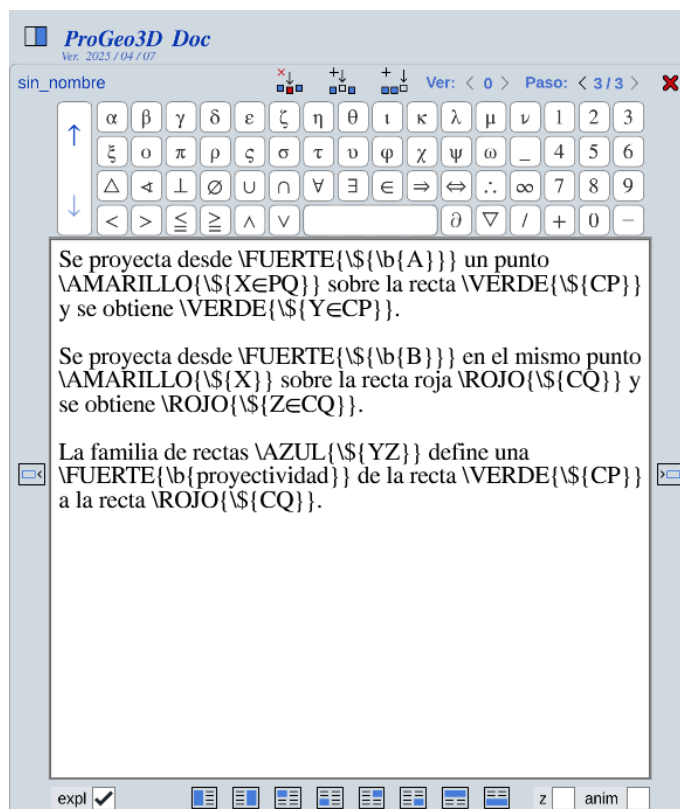 ProGeo3D Doc
Ver. 2025/04/07
sin_nombre Ver: < 0 > Paso: < 3/3 >
↑ α β γ δ ε ζ η θ ι κ λ μ ν 1 2 3
ξ ο π ρ ς σ τ υ φ χ ψ ω _ 4 5 6
↓ △ ∢ ⊥ ∅ ∪ ∩ ∀ ∃ ∈ ⇒ ⇔ ∴ ∞ 7 8 9
< > ≦ ≧ ∧ ∨ ∂ ▽ / + 0 −
Se proyecta desde \FUERTE{\${\b{A}}} un punto
\AMARILLO{\${X∈PQ}} sobre la recta \VERDE{\${CP}}
y se obtiene \VERDE{\${Y∈CP}}.
Se proyecta desde \FUERTE{\${\b{B}}} en el mismo punto
\AMARILLO{\${X}} sobre la recta roja \ROJO{\${CQ}} y
se obtiene \ROJO{\${Z∈CQ}}.
La familia de rectas \AZUL{\${YZ}} define una
\FUERTE{\b{proyectividad}} de la recta \VERDE{\${CP}}
a la recta \ROJO{\${CQ}}.
expl z anim